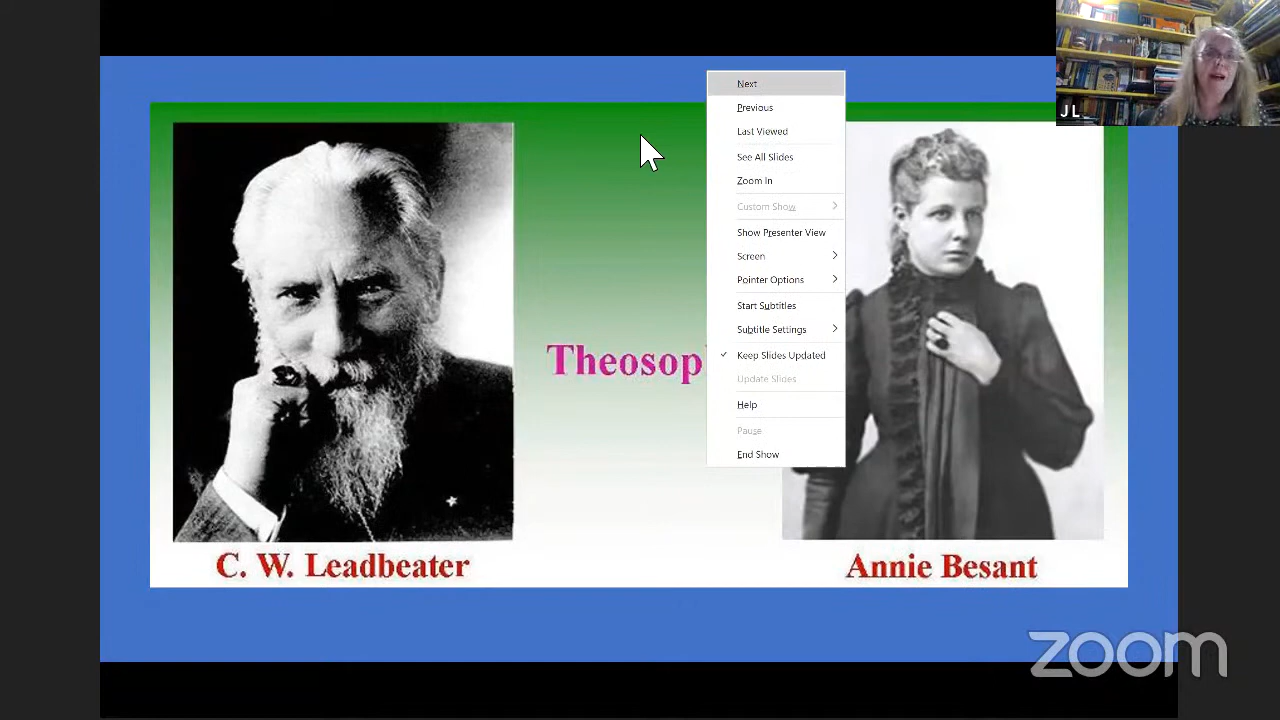 J L.
Next
Previous
Last Viewed
See All Slides
Zoom In
Custom Show
Show Presenter View
Screen
Pointer Options
Start Subtitles
Subtitle Settings
Keep Slides Updated
Update Slides
Help
Pause
End Show
Theosop
C. W. Leadbeater
Annie Besant
zoom